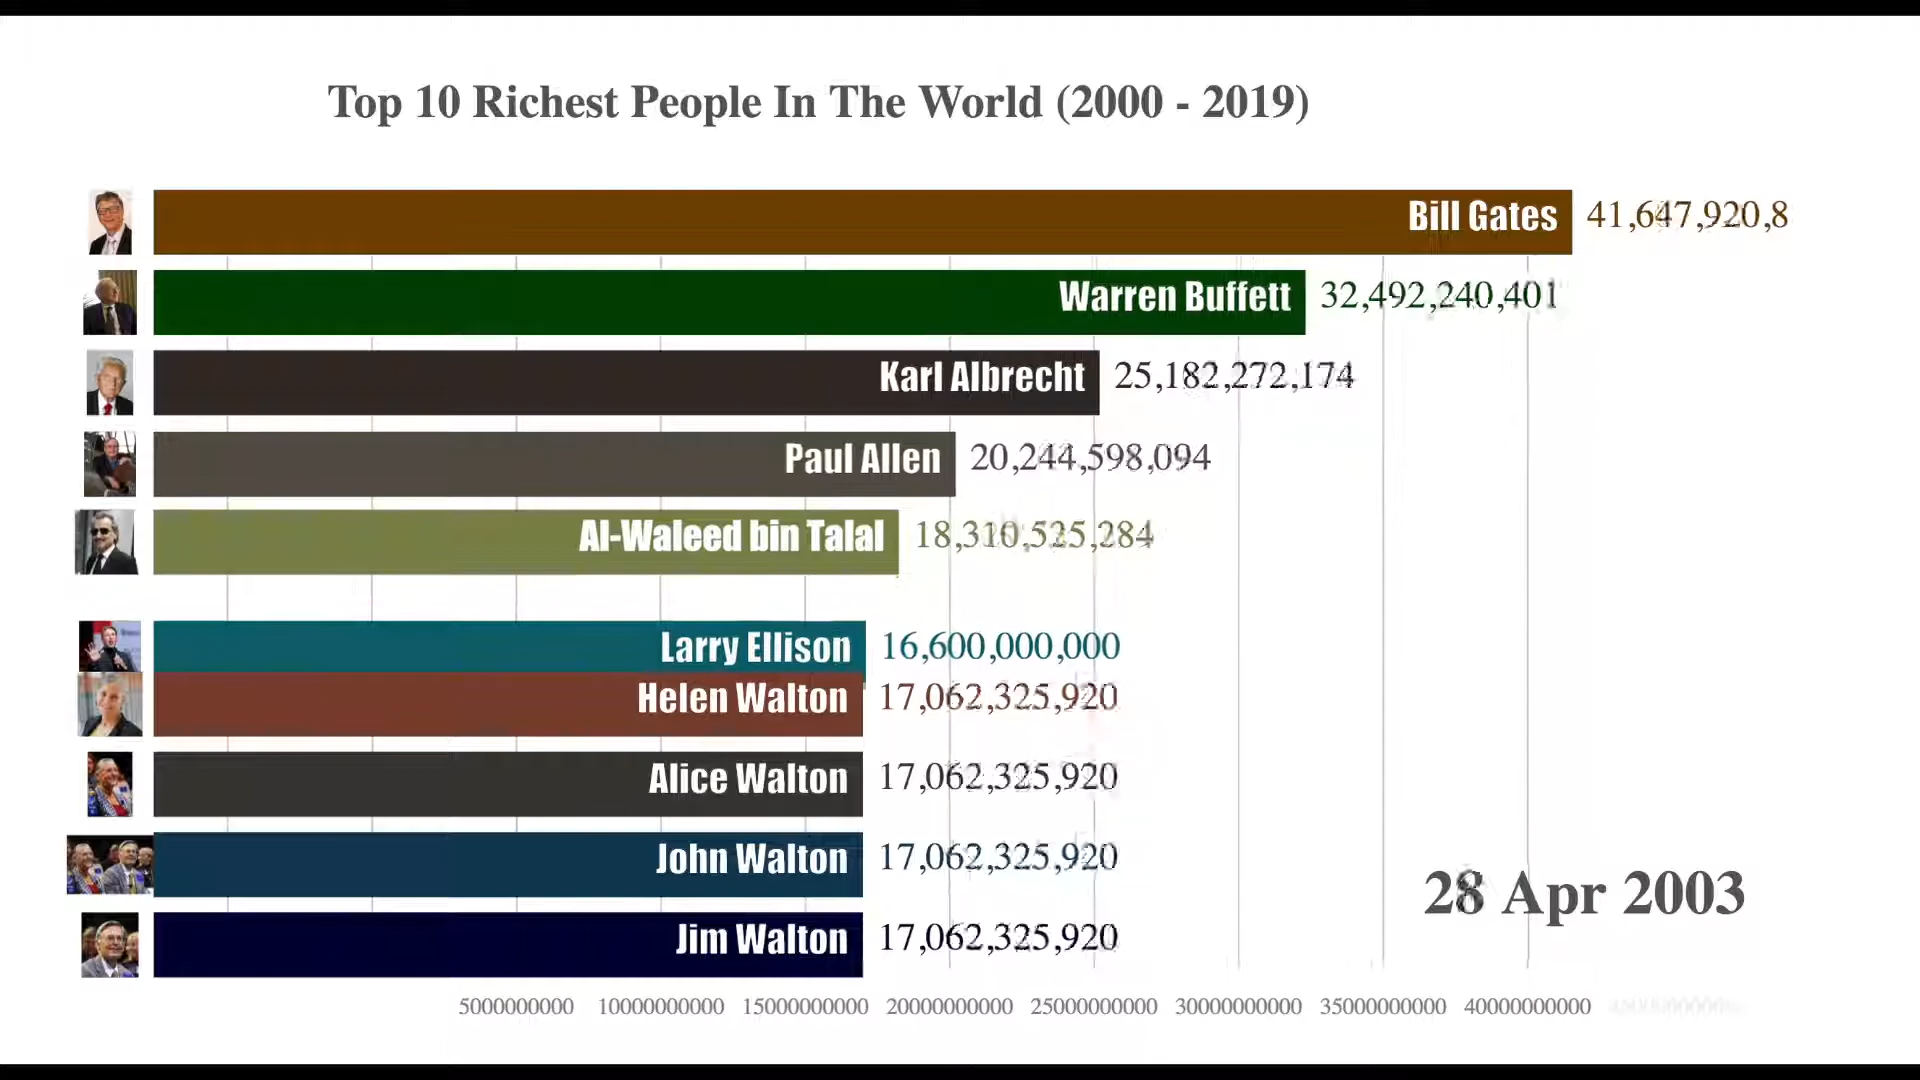 Top 10 Richest People In The World (2000 - 2019)
Bill Gates 41,647,920,8
Warren Buffett 32,492,240,401
Karl Albrecht 25,182,272,174
Paul Allen 20,244,598,094
Al-Waleed bin Talal 18,310,525,284
Larry Ellison 16,600,000,000
Helen Walton 17,062,325,920
Alice Walton 17,062,325,920
John Walton 17,062,325,920
Jim Walton 17,062,325,920
28 Apr 2003
5000000000 10000000000 15000000000 20000000000 25000000000 30000000000 35000000000 40000000000